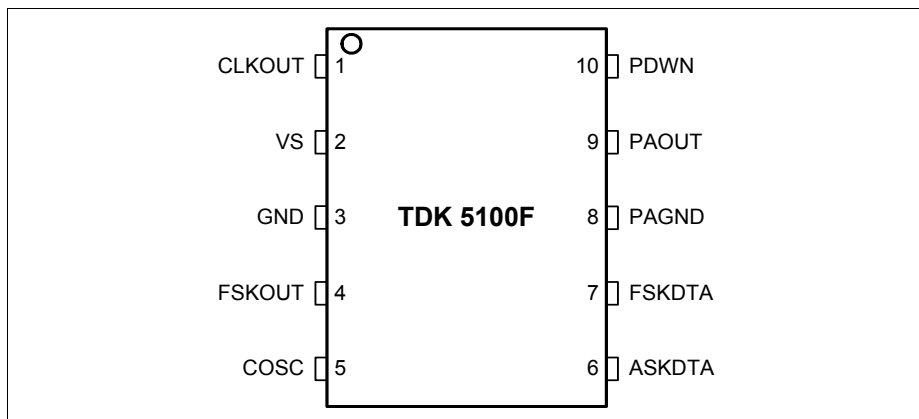 CLKOUT 1 10 PDWN
VS 2 9 PAOUT
GND 3 TDK 5100F 8 PAGND
FSKOUT 4 7 FSKDTA
COSC 5 6 ASKDTA